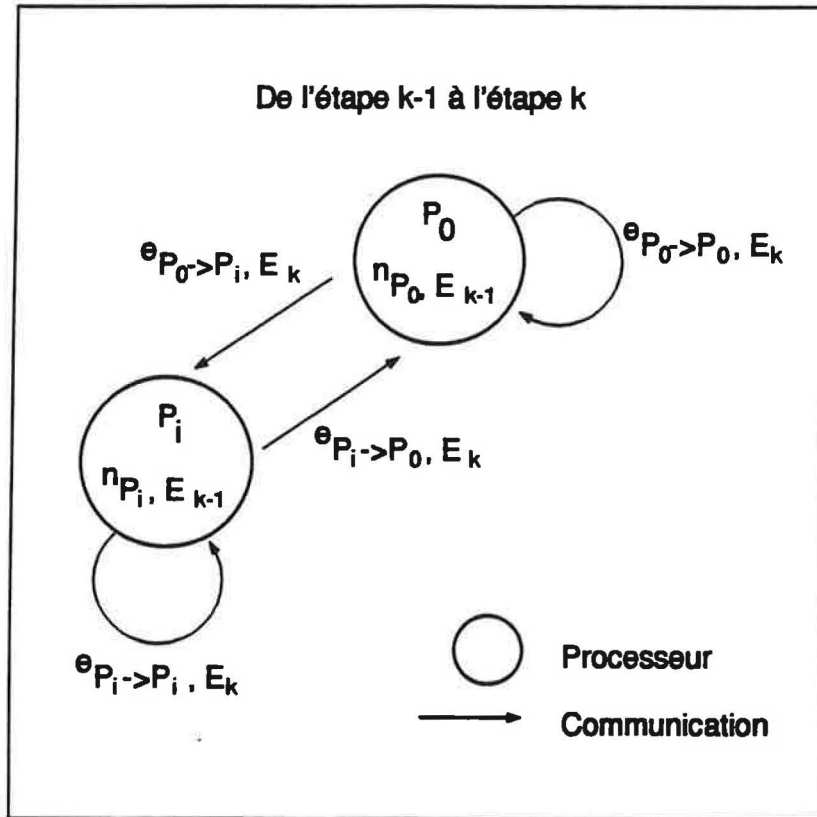 De l'étape k-1 à l'étape k
P0
nP0, E k-1
eP0->P0, Ek
eP0->Pi, E k
Pi
nPi, E k-1
ePi->P0, E k
ePi->Pi, Ek
Processeur
Communication